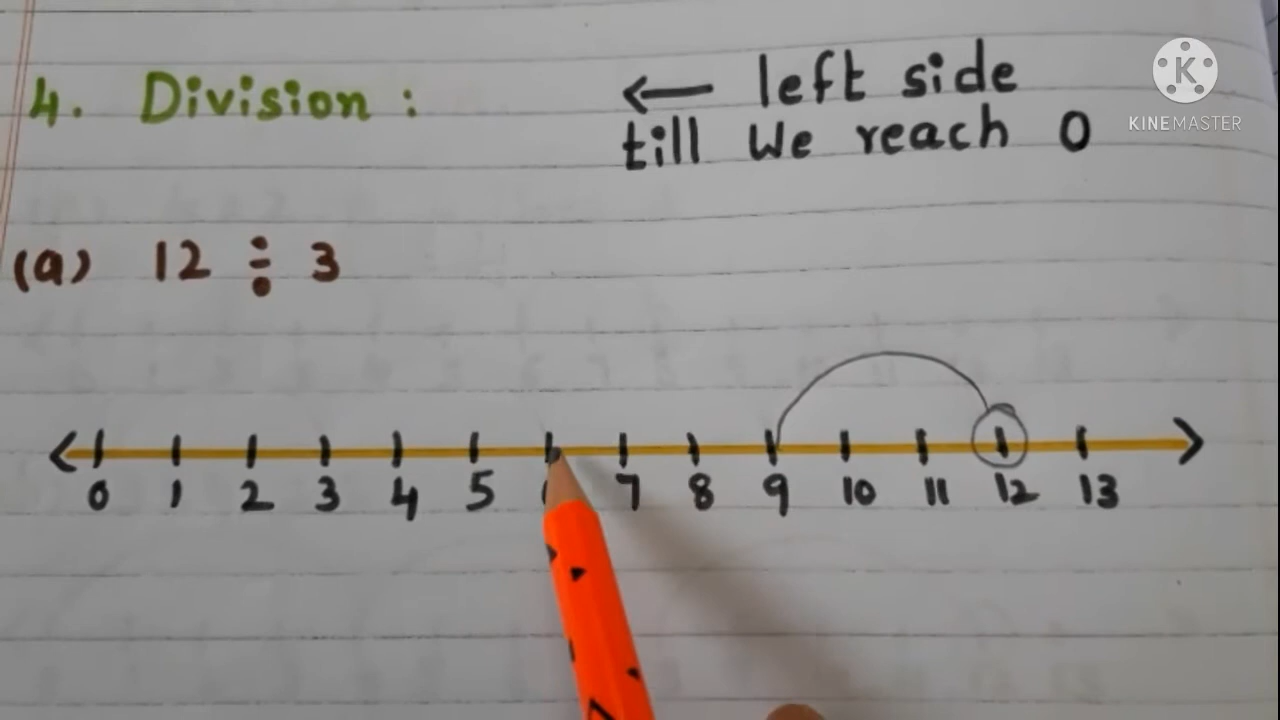 4. Division :
← left side
till We reach 0
KINEMASTER
(a) 12 ÷ 3
0 1 2 3 4 5 7 8 9 10 11 12 13